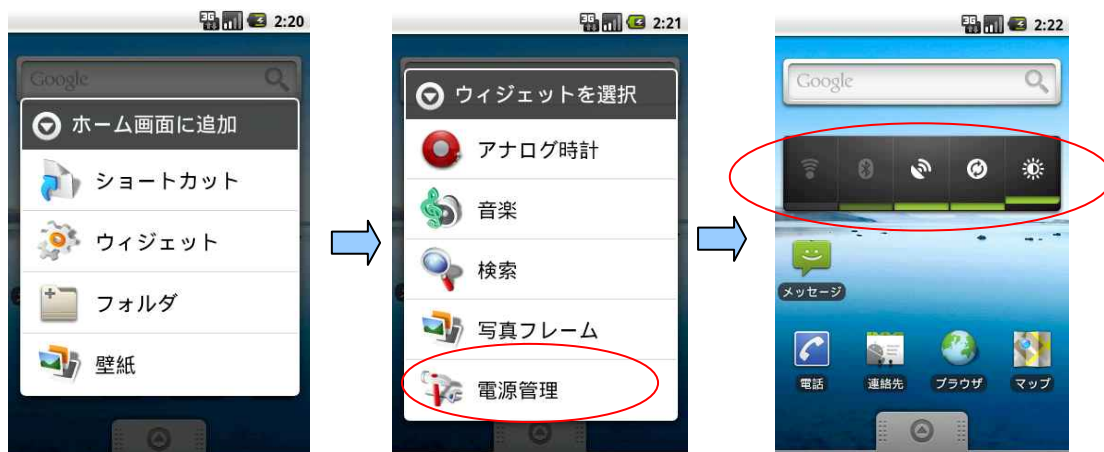 3G 2:20
Google
ホーム画面に追加
ショートカット
ウィジェット
フォルダ
壁紙
3G 2:21
ウィジェットを選択
アナログ時計
音楽
検索
写真フレーム
電源管理
3G 2:22
Google
メッセージ
電話 連絡先 ブラウザ マップ